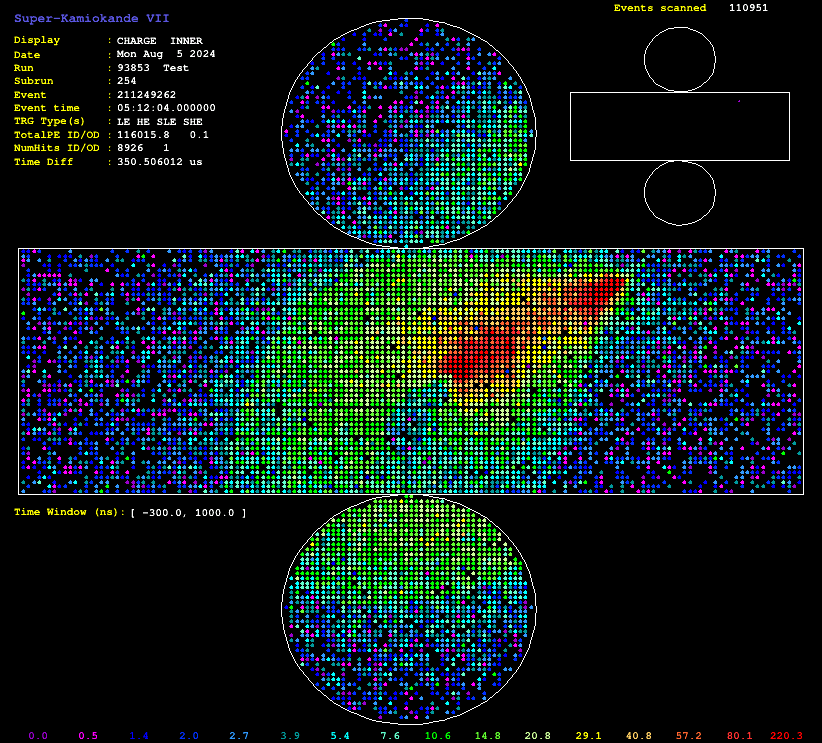 Super-Kamiokande VII
Events scanned 110951
Display : CHARGE INNER
Date : Mon Aug 5 2024
Run : 93853 Test
Subrun : 254
Event : 211249262
Event time : 05:12:04.000000
TRG Type(s) : LE HE SLE SHE
TotalPE ID/OD : 116015.8 0.1
NumHits ID/OD : 8926 1
Time Diff : 350.506012 us
Time Window (ns): [ -300.0, 1000.0 ]
0.0 0.5 1.4 2.0 2.7 3.9 5.4 7.6 10.6 14.8 20.8 29.1 40.8 57.2 80.1 220.3